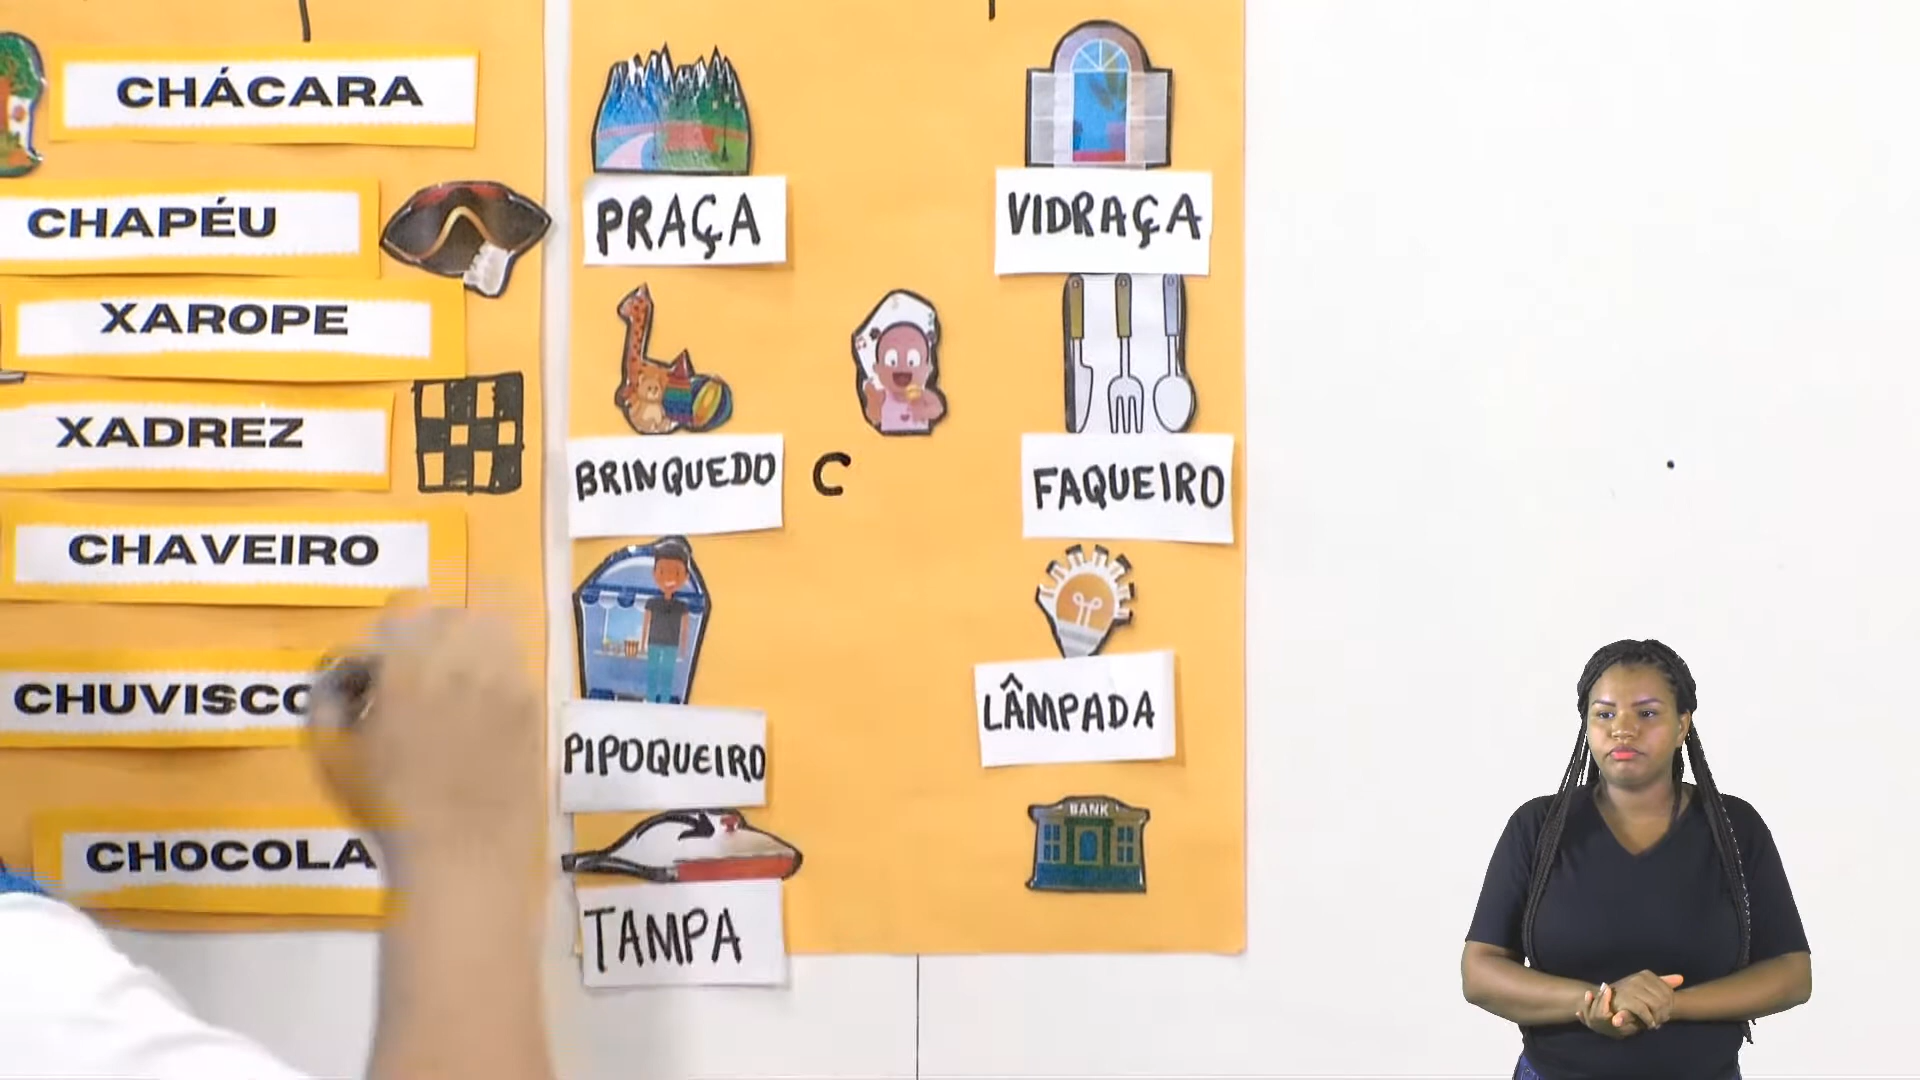 CHÁCARA
CHAPÉU
XAROPE
XADREZ
CHAVEIRO
CHUVISCO
CHOCOLA
PRAÇA
BRINQUEDO
C
PIPOQUEIRO
TAMPA
VIDRAÇA
FAQUEIRO
LÂMPADA
BANK